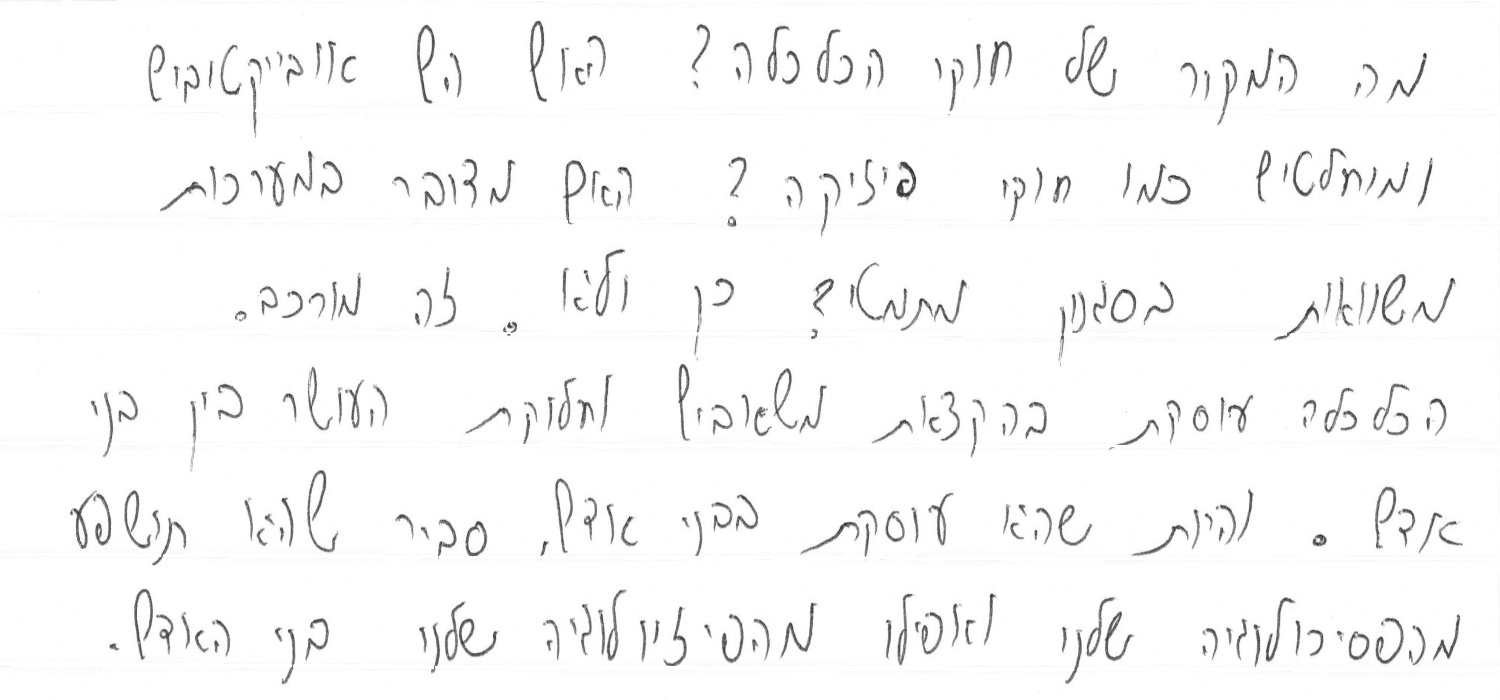 מה המקור של חוקי הכלכלה? האם הם אובייקטובים
ומוחלטים כמו חוקי פיזיקה? האם מדובר במערכות
משוואות בסגנון מתמטי? כן ולא. זה מורכב.
הכלכלה עוסקת בהקצאת משאבים וחלוקת העושר בין בני
אדם. והיות שהיא עוסקת בבני אדם, סביר שהיא תושפע
מהפסיכולוגיה שלנו ואפילו מהפיזיולוגיה שלנו בני האדם.